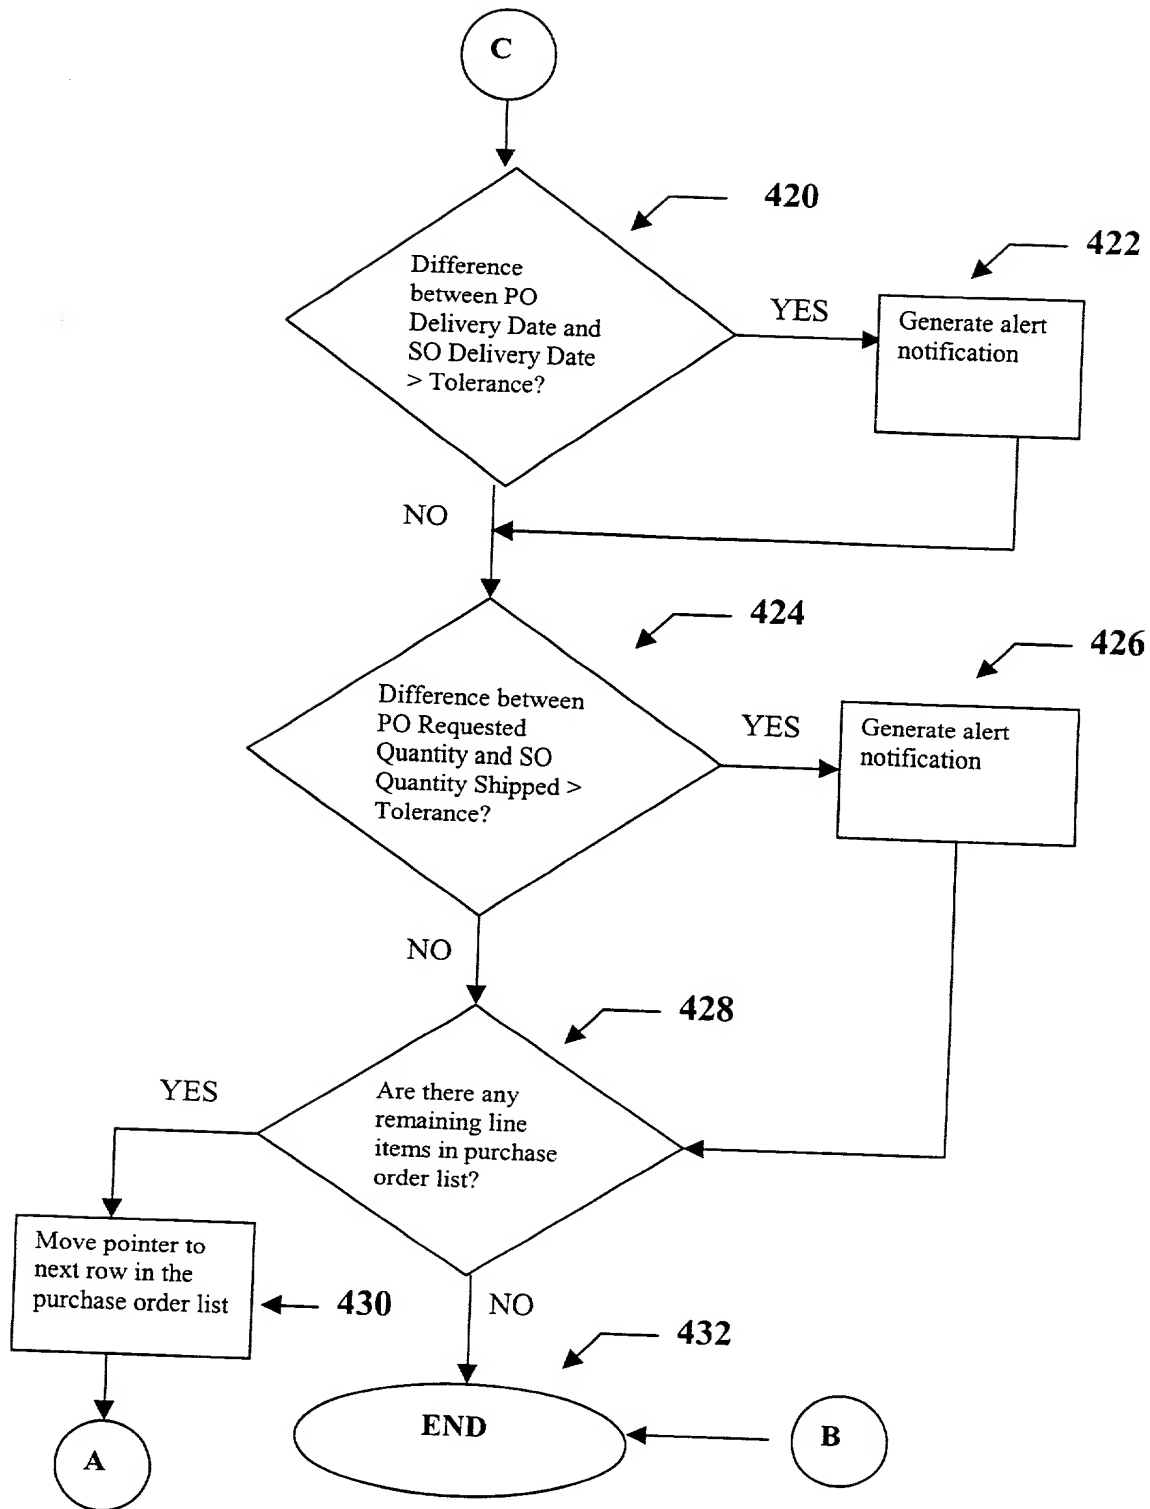 C
420
422
Difference
between PO
Delivery Date and
SO Delivery Date
> Tolerance?
YES
Generate alert
notification
NO
424
426
Difference between
PO Requested
Quantity and SO
Quantity Shipped >
Tolerance?
YES
Generate alert
notification
NO
428
YES
Are there any
remaining line
items in purchase
order list?
Move pointer to
next row in the
purchase order list
430
NO
432
END
B
A